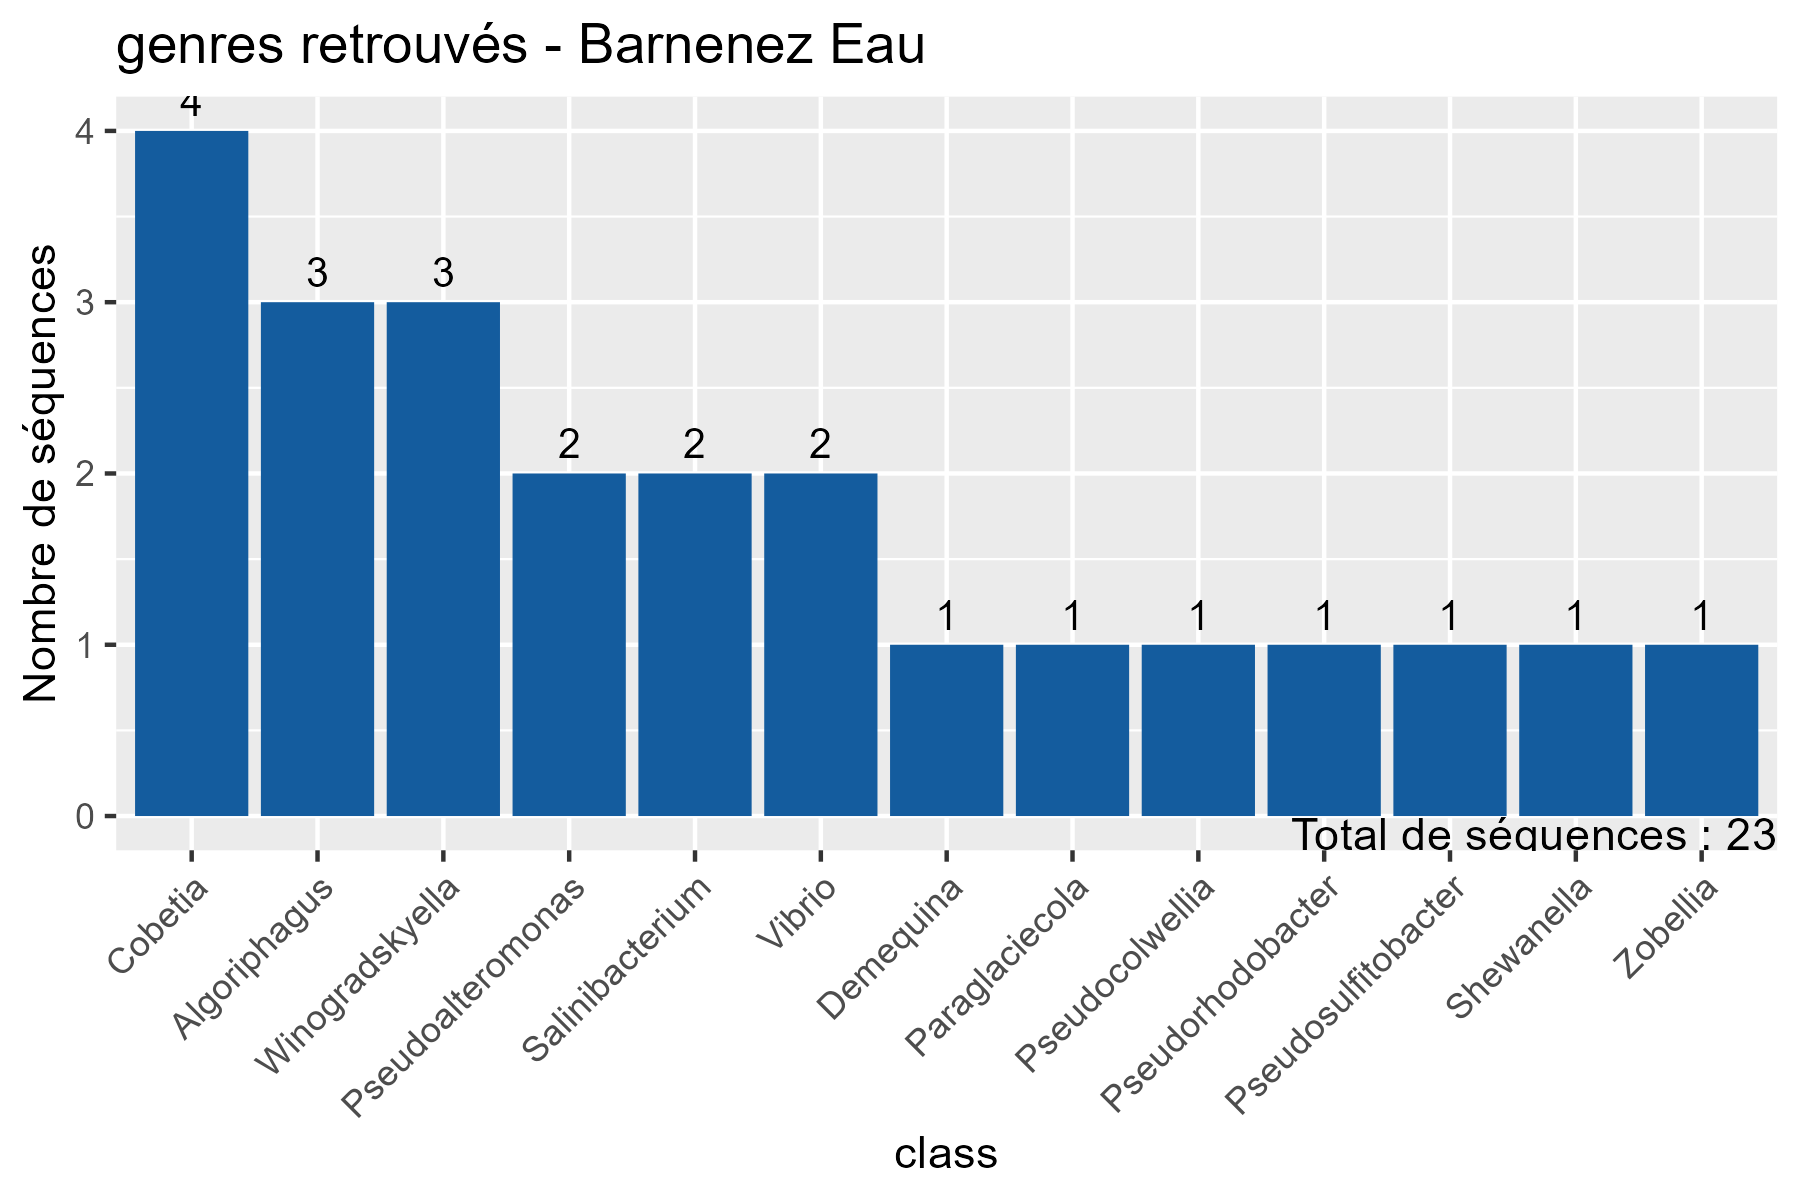 genres retrouvés - Barnenez Eau
Nombre de séquences
4
3
2
1
0
4
3
3
2
2
2
1
1
1
1
1
1
1
Total de séquences : 23
Cobetia
Algoriphagus
Winogradskyella
Pseudoalteromonas
Salinibacterium
Vibrio
Demequina
Paraglaciecola
Pseudocolwellia
Pseudorhodobacter
Pseudosulfitobacter
Shewanella
Zobellia
class